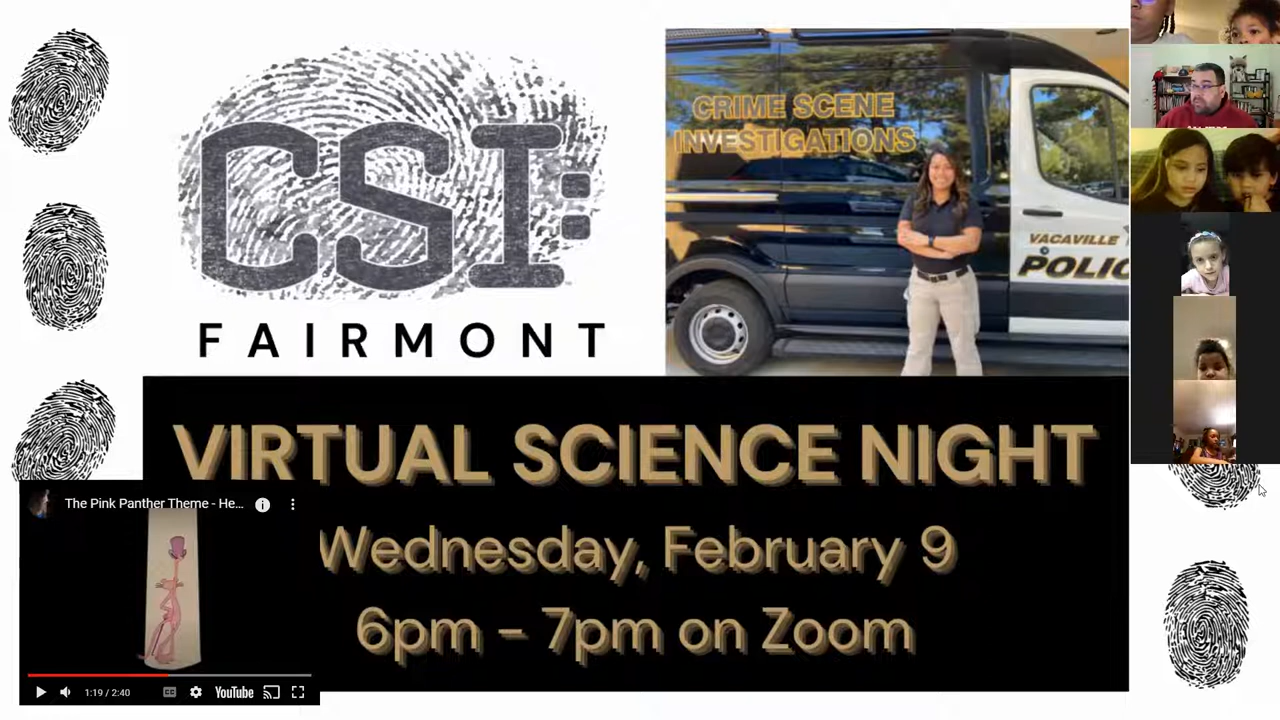 CSI:
FAIRMONT
CRIME SCENE
INVESTIGATIONS
VACAVILLE
POLIC
VIRTUAL SCIENCE NIGHT
Wednesday, February 9
6pm - 7pm on Zoom
The Pink Panther Theme - He...
1:19 / 2:40
CC
YouTube